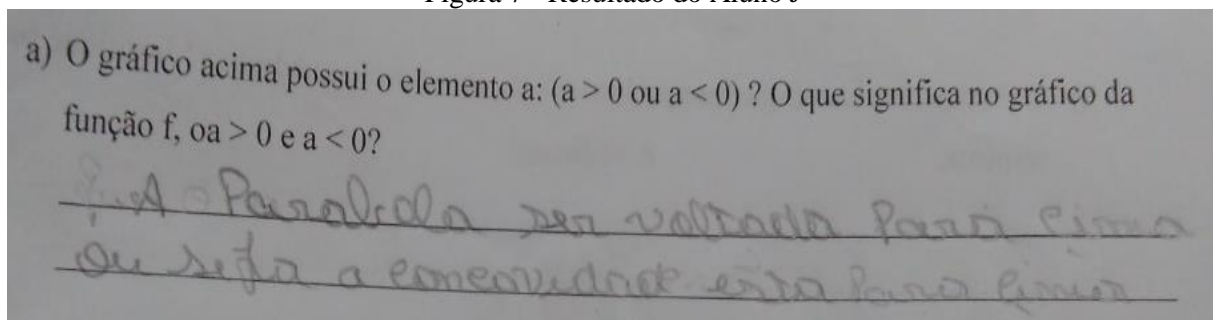 Figura 7 - Resultado do Aluno J
a) O gráfico acima possui o elemento a: (a > 0 ou a < 0) ? O que significa no gráfico da
função f, oa > 0 e a < 0?
A Parabola ser voltada Para cima
ou seja a concavidade esta Para cima